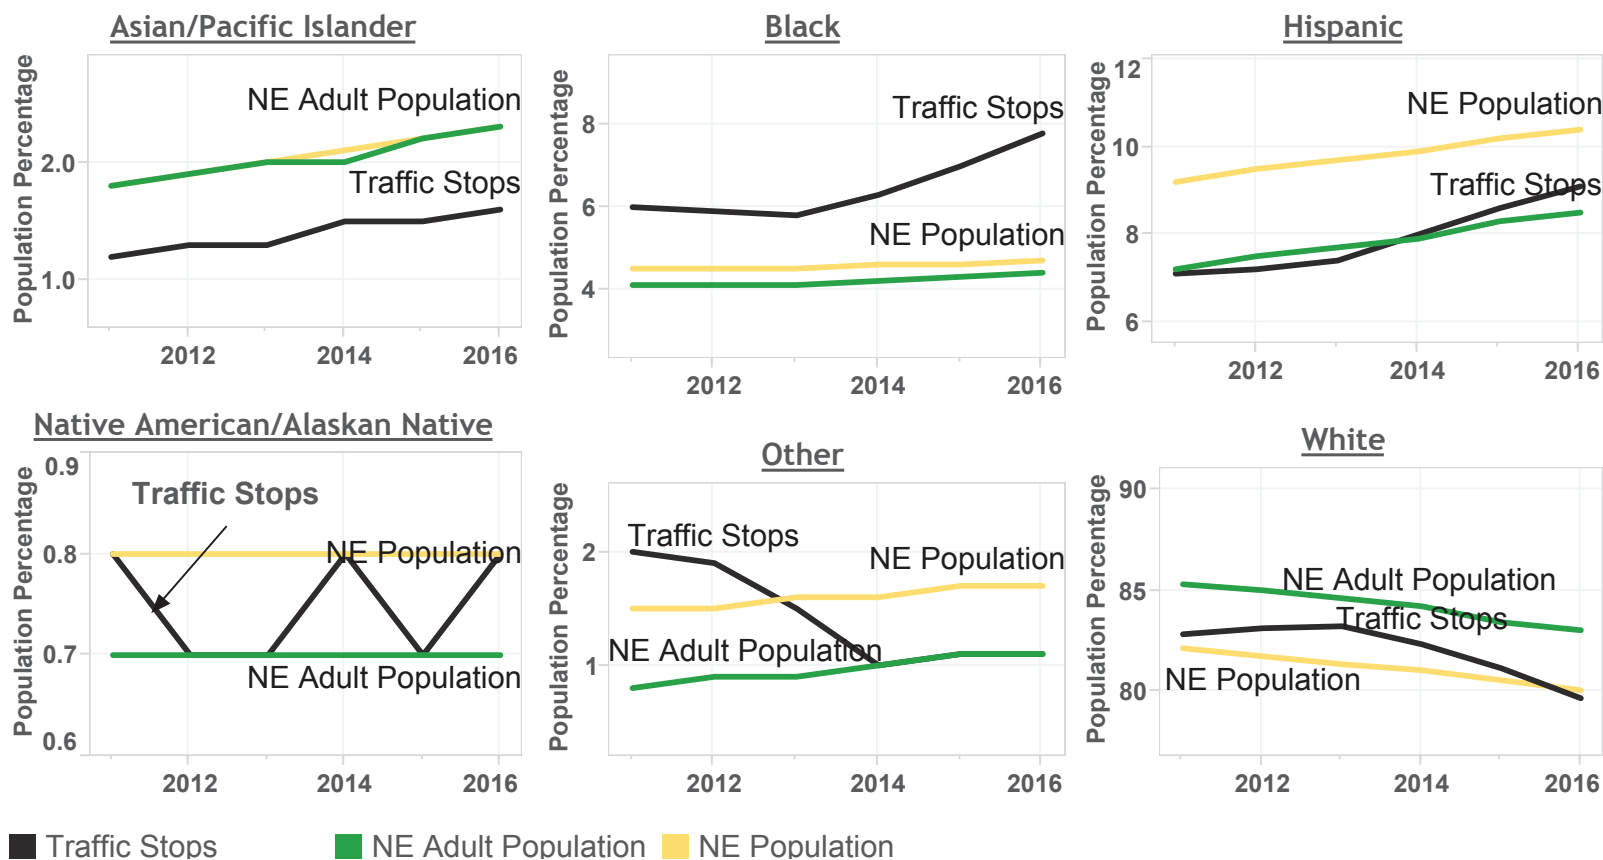 Asian/Pacific Islander
Population Percentage
2.0
1.0
NE Adult Population
Traffic Stops
2012 2014 2016
Black
Population Percentage
8
6
4
Traffic Stops
NE Population
2012 2014 2016
Hispanic
Population Percentage
12
10
8
6
NE Population
Traffic Stops
2012 2014 2016
Native American/Alaskan Native
Population Percentage
0.9
0.8
0.7
0.6
Traffic Stops
NE Population
NE Adult Population
2012 2014 2016
Other
Population Percentage
2
1
Traffic Stops
NE Population
NE Adult Population
2012 2014 2016
White
Population Percentage
90
85
80
NE Adult Population
Traffic Stops
NE Population
2012 2014 2016
Traffic Stops NE Adult Population NE Population